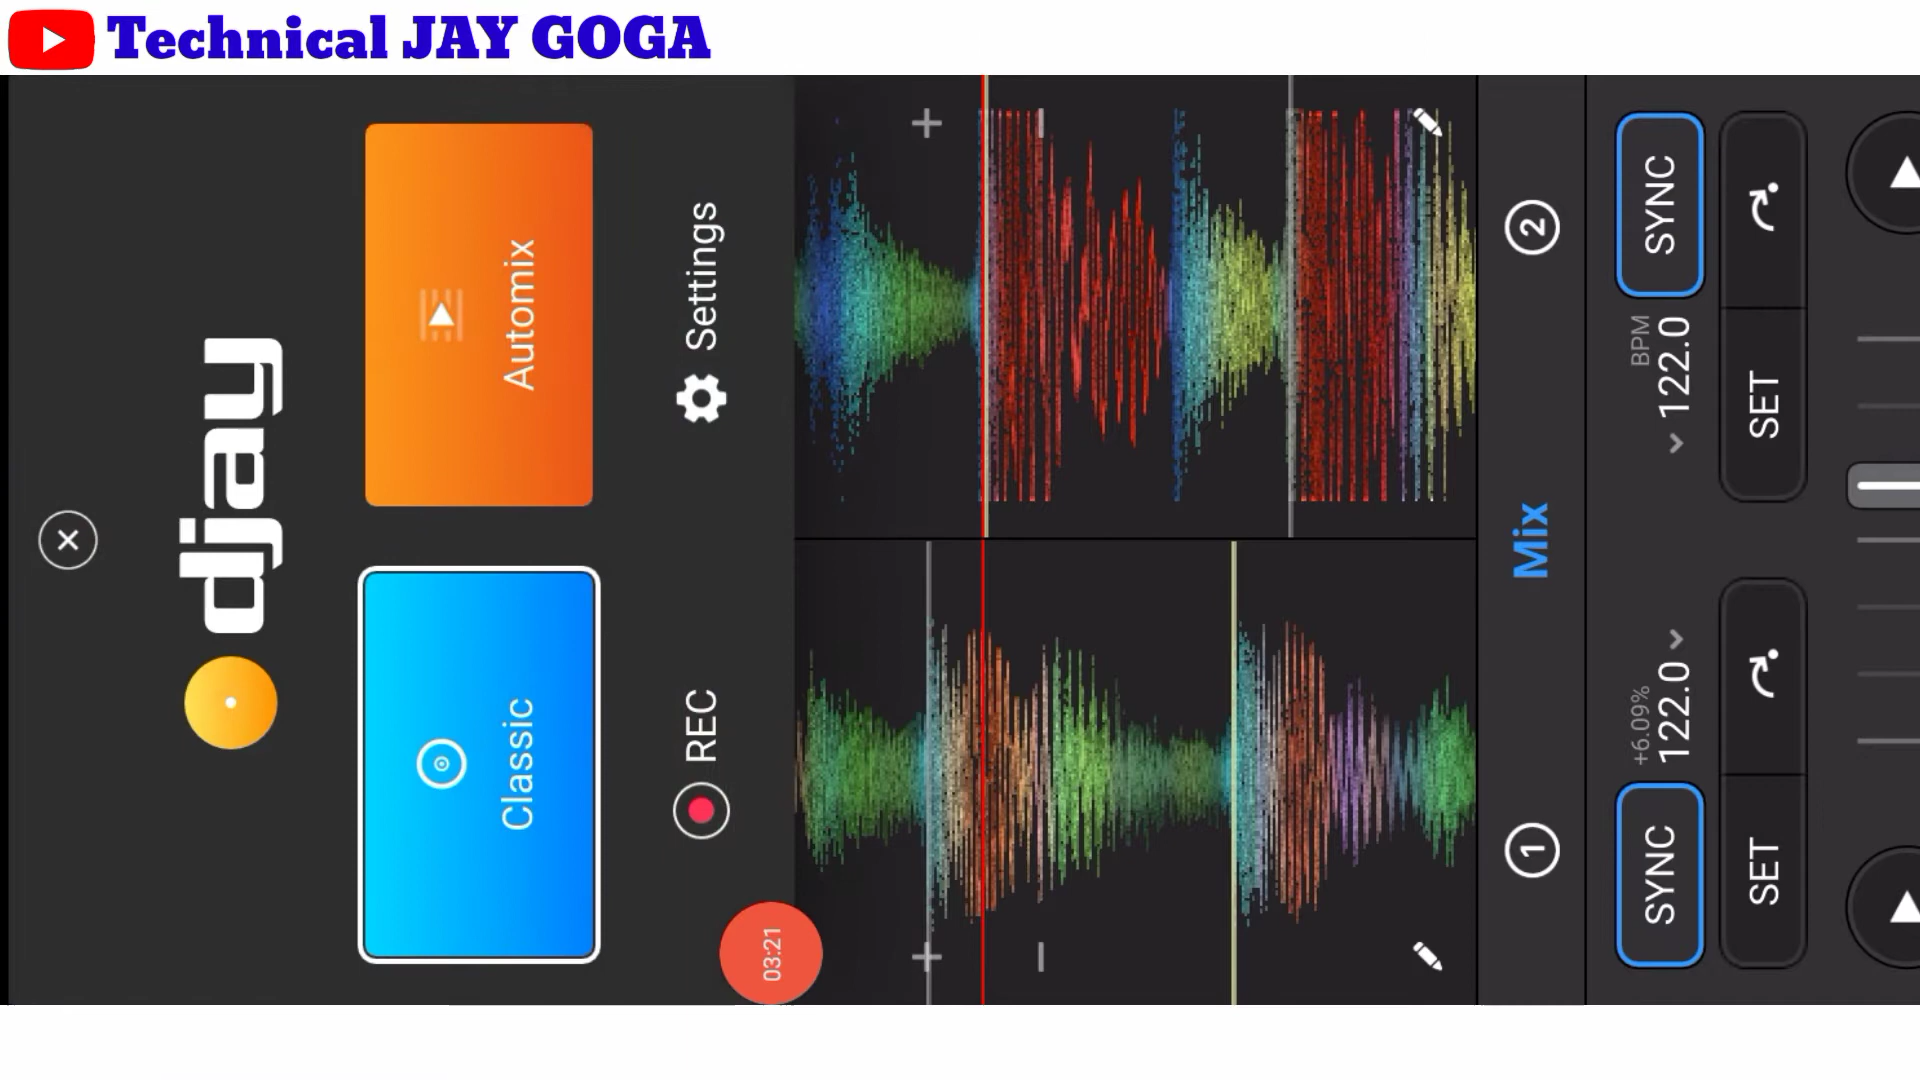 Technical JAY GOGA
djay
Classic
Automix
REC
Settings
03:21
1
Mix
2
SYNC
+6.09%
122.0
BPM
122.0
SYNC
SET
SET